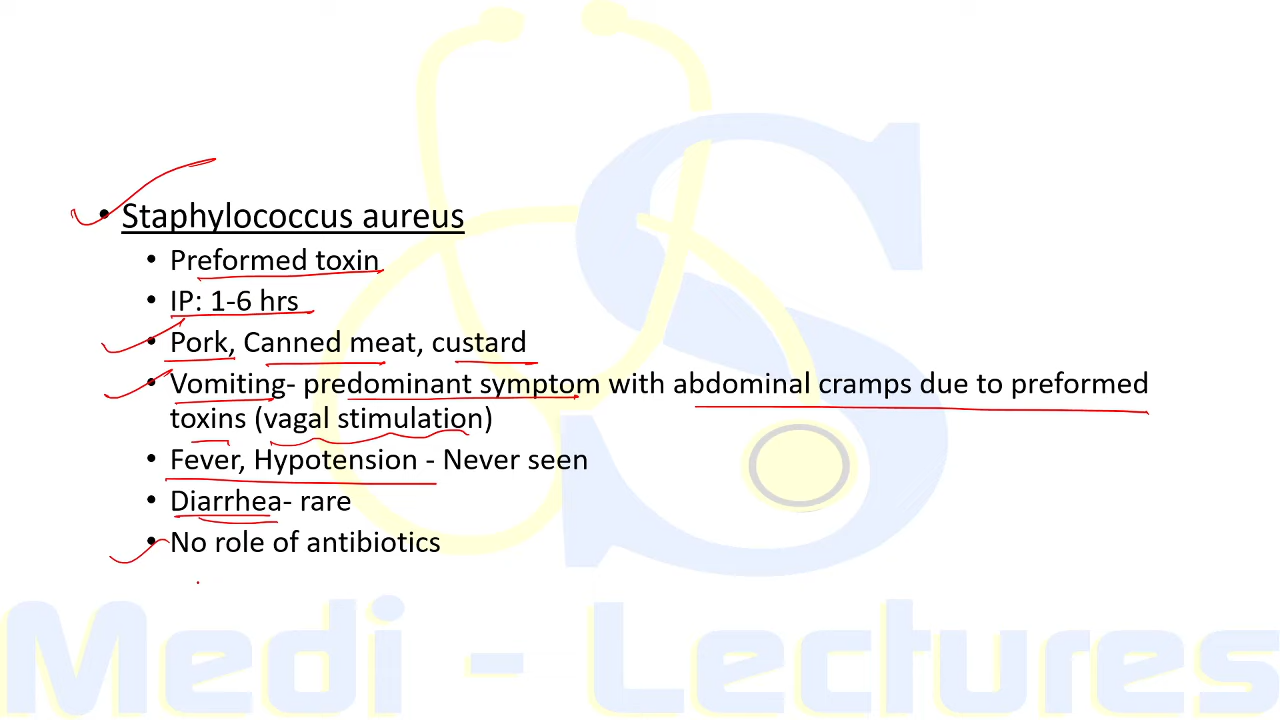 • Staphylococcus aureus
• Preformed toxin
• IP: 1-6 hrs
• Pork, Canned meat, custard
• Vomiting- predominant symptom with abdominal cramps due to preformed
toxins (vagal stimulation)
• Fever, Hypotension - Never seen
• Diarrhea- rare
• No role of antibiotics
S
Medi - Lectures